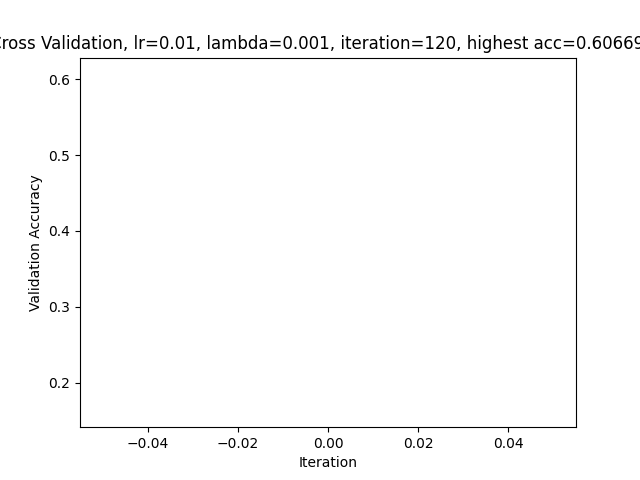 Cross Validation, lr=0.01, lambda=0.001, iteration=120, highest acc=0.60669
0.6
0.5
0.4
0.3
0.2
Validation Accuracy
−0.04 −0.02 0.00 0.02 0.04
Iteration